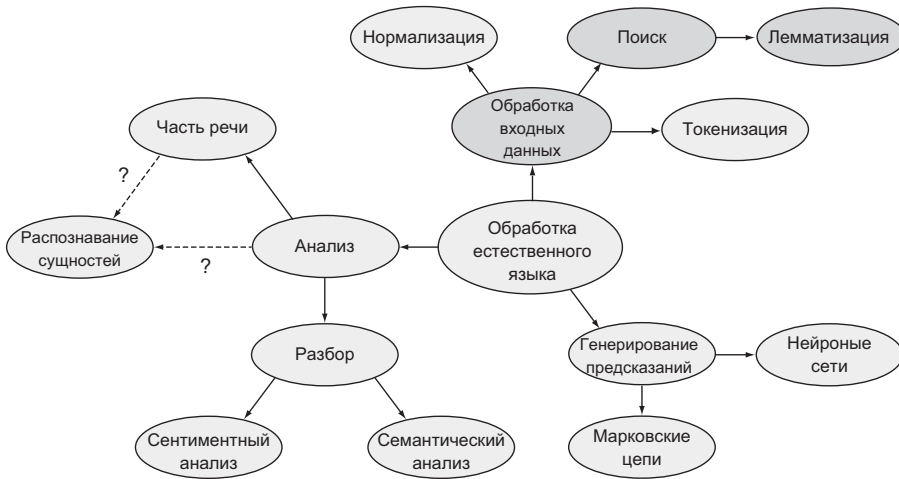 Нормализация
Поиск
Лемматизация
Обработка
входных
данных
Токенизация
Часть речи
?
Распознавание
сущностей
?
Анализ
Обработка
естественного
языка
Разбор
Генерирование
предсказаний
Нейроные
сети
Сентиментный
анализ
Семантический
анализ
Марковские
цепи